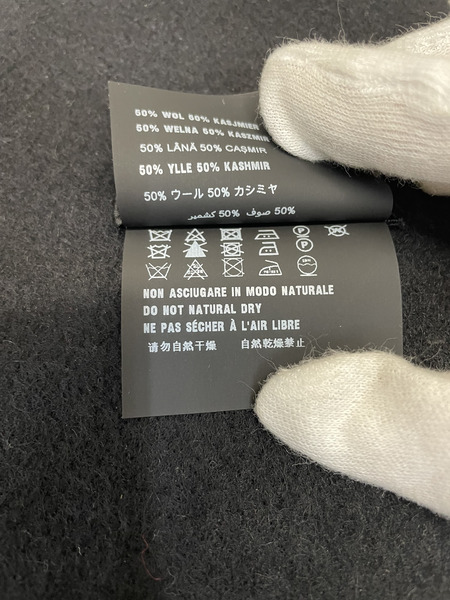 50% WOL 50% KASJMIER
50% WELNA 50% KASZMIR
50% LÂNĂ 50% CAŞMIR
50% YLLE 50% KASHMIR
50% ウール 50% カシミヤ
50% صوف 50% كشمير
NON ASCIUGARE IN MODO NATURALE
DO NOT NATURAL DRY
NE PAS SÉCHER À L'AIR LIBRE
请勿自然干燥 自然乾燥禁止